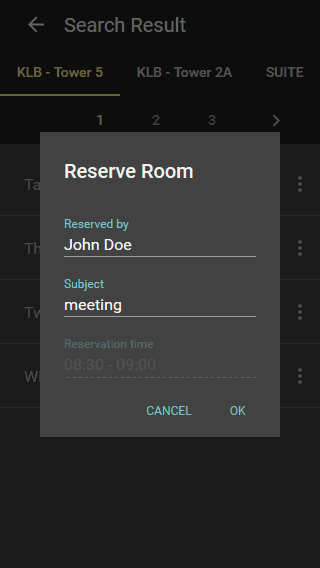 Search Result
KLB - Tower 5 KLB - Tower 2A SUITE
1 2 3
Reserve Room
Reserved by
John Doe
Subject
meeting
Reservation time
08:30 - 09:00
CANCEL OK